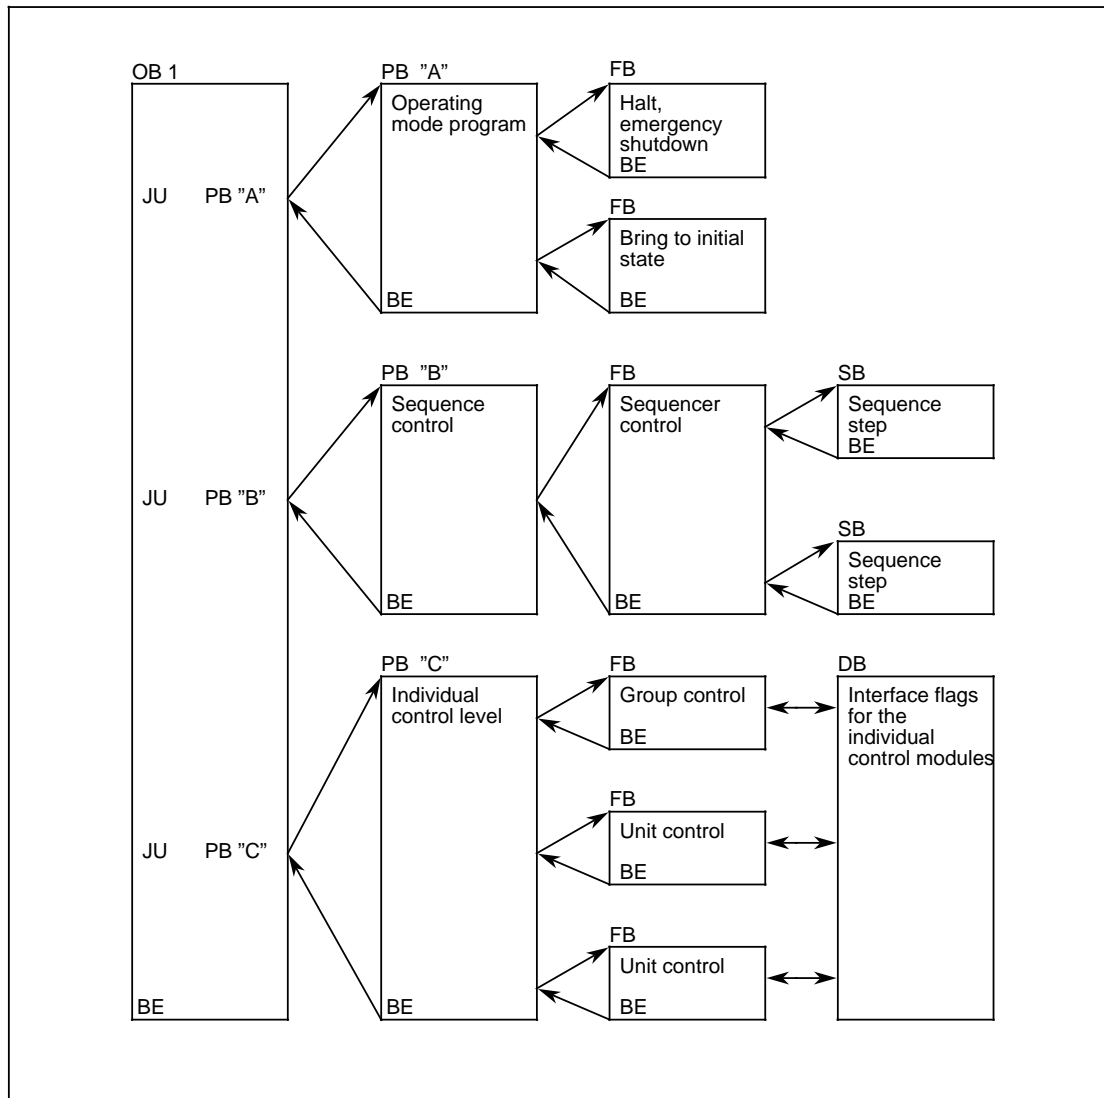 OB 1
JU PB ”A”
JU PB ”B”
JU PB ”C”
BE
PB ”A”
Operating
mode program
BE
FB
Halt,
emergency
shutdown
BE
FB
Bring to initial
state
BE
PB ”B”
Sequence
control
BE
FB
Sequencer
control
BE
SB
Sequence
step
BE
SB
Sequence
step
BE
PB ”C”
Individual
control level
BE
FB
Group control
BE
FB
Unit control
BE
FB
Unit control
BE
DB
Interface flags
for the
individual
control modules